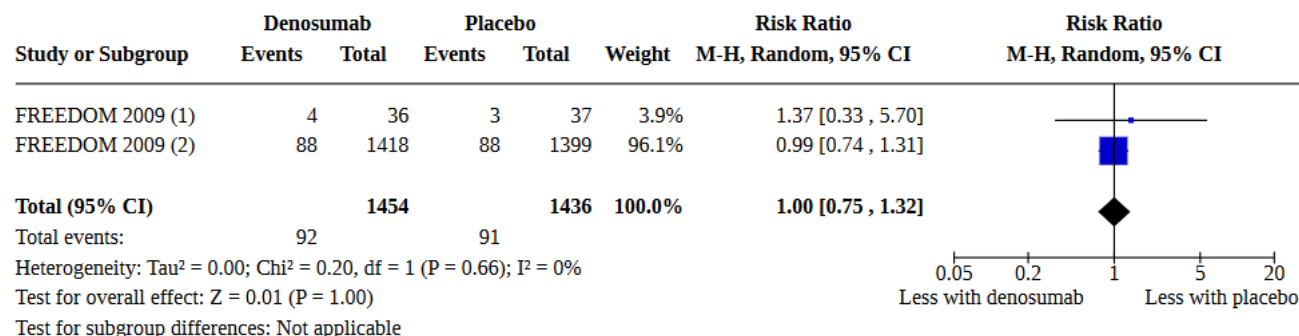 Denosumab Placebo Risk Ratio Risk Ratio
Study or Subgroup Events Total Events Total Weight M-H, Random, 95% CI M-H, Random, 95% CI
FREEDOM 2009 (1) 4 36 3 37 3.9% 1.37 [0.33 , 5.70]
FREEDOM 2009 (2) 88 1418 88 1399 96.1% 0.99 [0.74 , 1.31]
Total (95% CI) 1454 1436 100.0% 1.00 [0.75 , 1.32]
Total events: 92 91
Heterogeneity: Tau² = 0.00; Chi² = 0.20, df = 1 (P = 0.66); I² = 0%
0.05 0.2 1 5 20
Test for overall effect: Z = 0.01 (P = 1.00) Less with denosumab Less with placebo
Test for subgroup differences: Not applicable